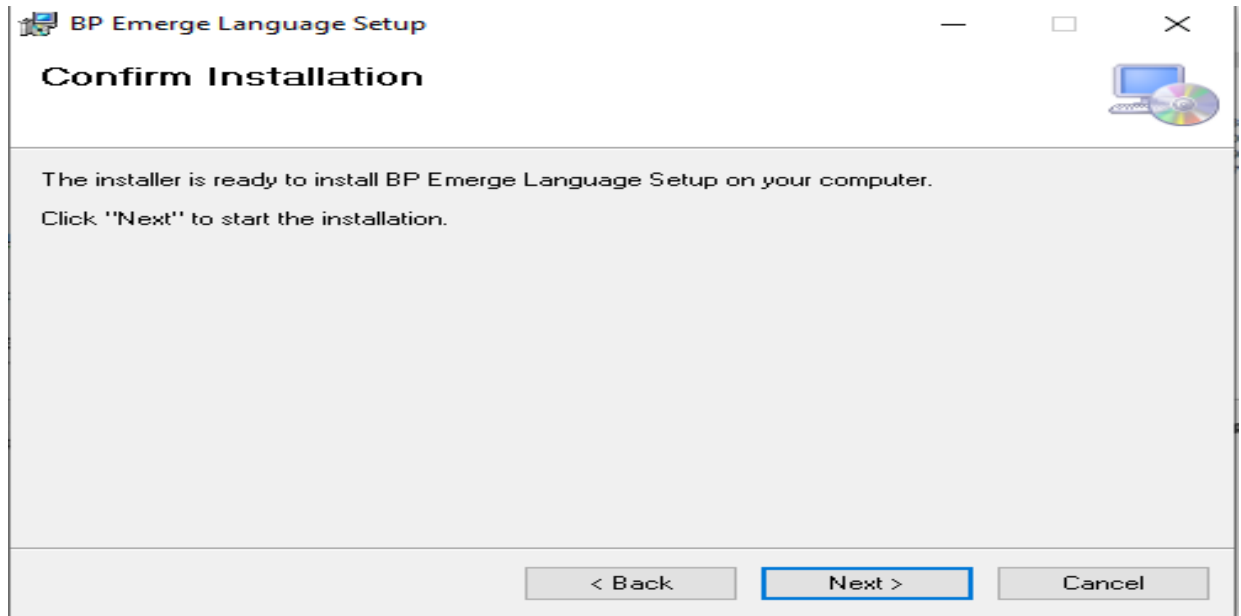 BP Emerge Language Setup
Confirm Installation
The installer is ready to install BP Emerge Language Setup on your computer.
Click "Next" to start the installation.
< Back Next > Cancel